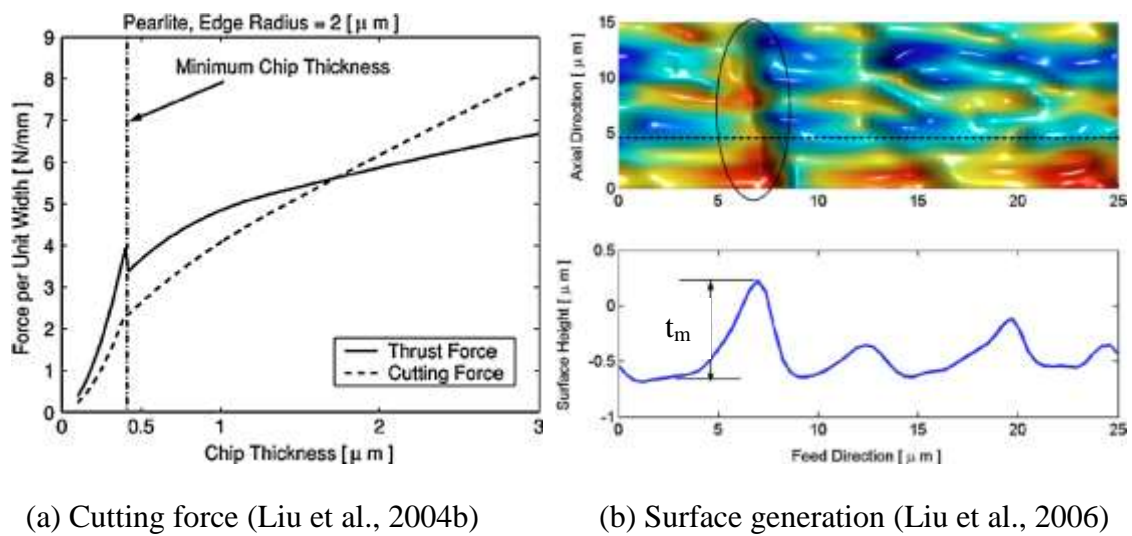 Pearlite, Edge Radius = 2 [ μ m ]
Force per Unit Width [ N/mm ]
9
8
7
6
5
4
3
2
1
0
Minimum Chip Thickness
Thrust Force
Cutting Force
0 0.5 1 2 3
Chip Thickness [ μ m ]
Axial Direction [ μ m ]
15
10
5
0
0 5 10 15 20 25
Surface Height [ μ m ]
0.5
0
-0.5
-1
tm
0 5 10 15 20 25
Feed Direction [ μ m ]
(a) Cutting force (Liu et al., 2004b)
(b) Surface generation (Liu et al., 2006)